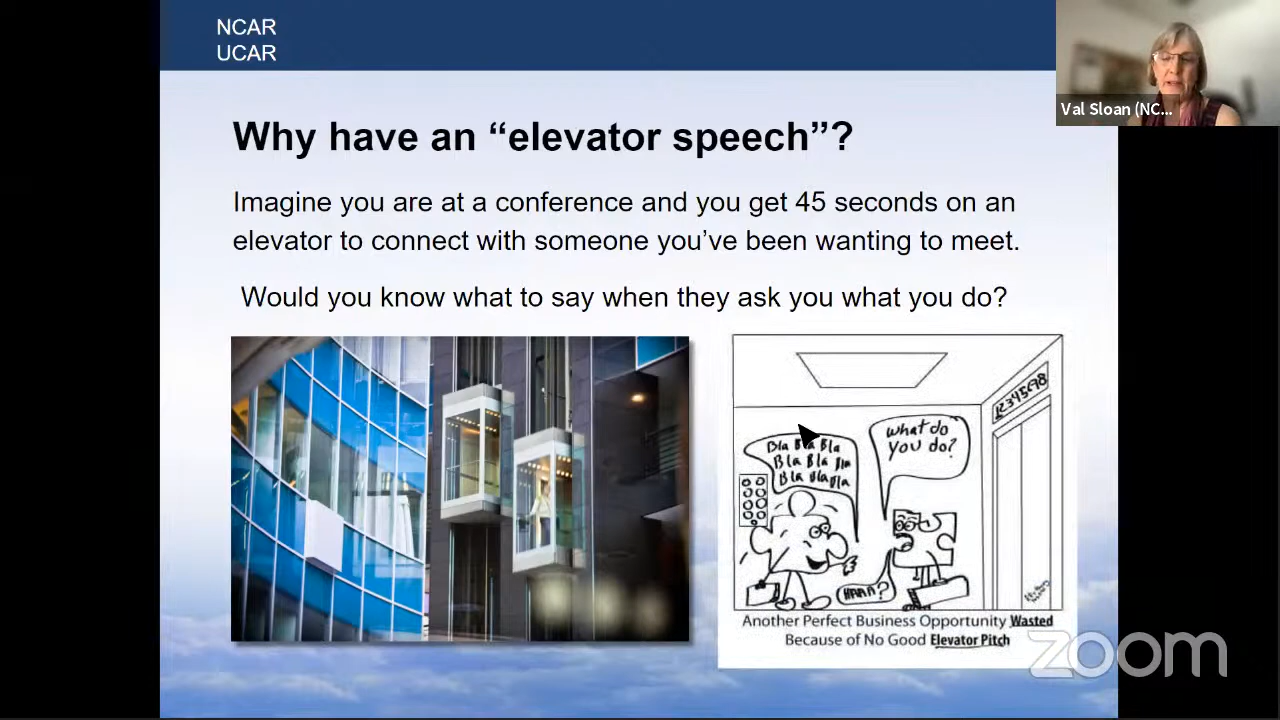 NCAR
UCAR
Val Sloan (NC...
Why have an “elevator speech”?
Imagine you are at a conference and you get 45 seconds on an
elevator to connect with someone you’ve been wanting to meet.
Would you know what to say when they ask you what you do?
Bla Bla Bla
Bla Bla Bla
Bla Bla Bla
What do
you do?
HAAA?
12345678
Another Perfect Business Opportunity Wasted
Because of No Good Elevator Pitch
zoom